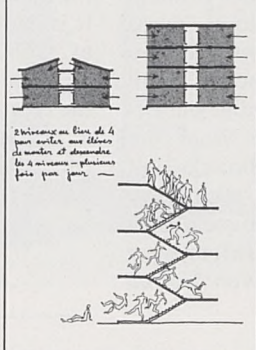 2 niveaux au lieu de 4
pour eviter aux élèves
de monter et descendre
les 4 niveaux — plusieurs
fois par jour —